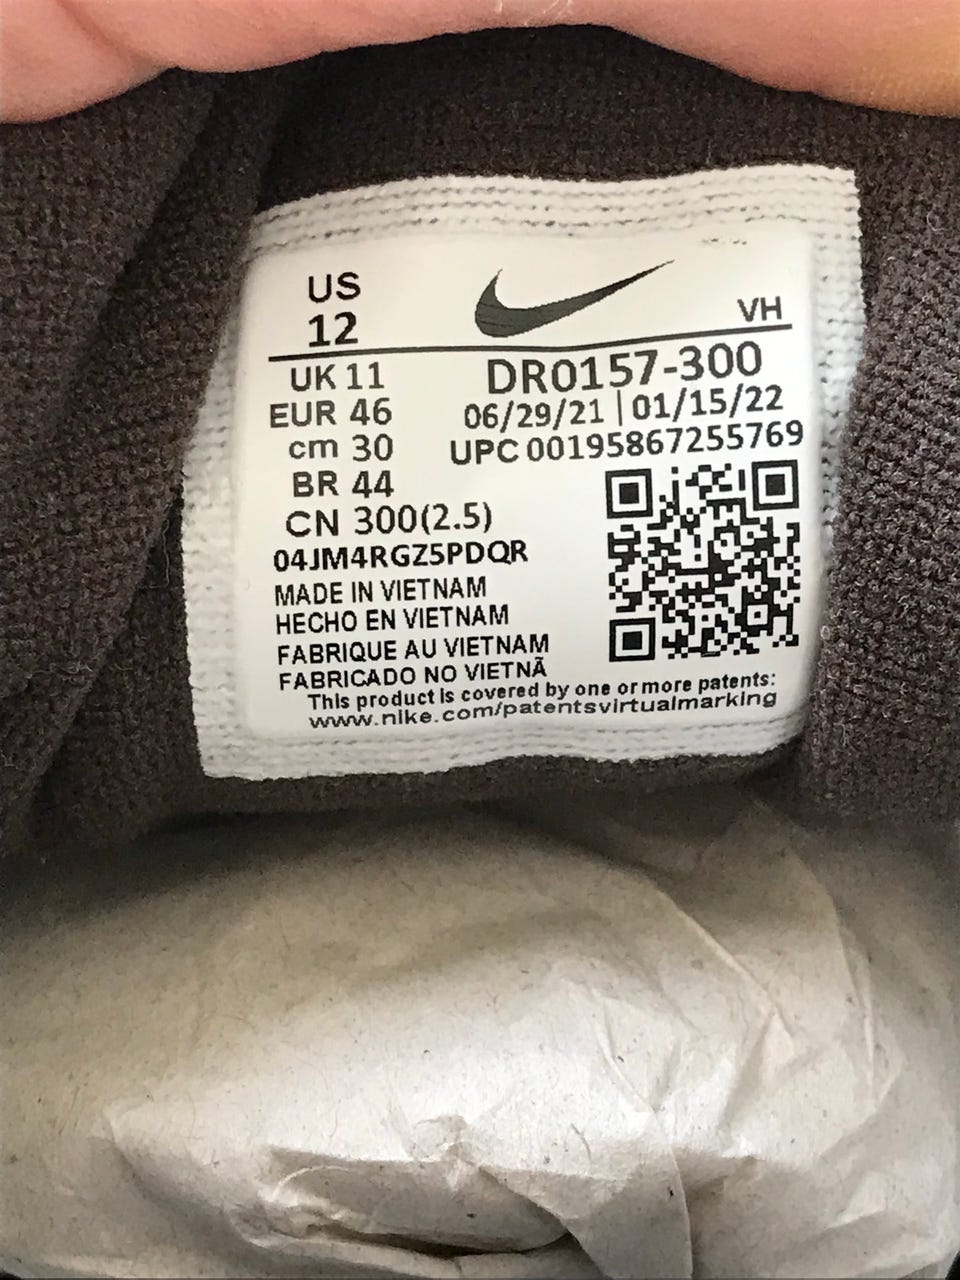 US
12
VH
UK 11
EUR 46
cm 30
BR 44
CN 300(2.5)
DR0157-300
06/29/21 | 01/15/22
UPC 00195867255769
04JM4RGZ5PDQR
MADE IN VIETNAM
HECHO EN VIETNAM
FABRIQUE AU VIETNAM
FABRICADO NO VIETNÃ
This product is covered by one or more patents:
www.nike.com/patentsvirtualmarking